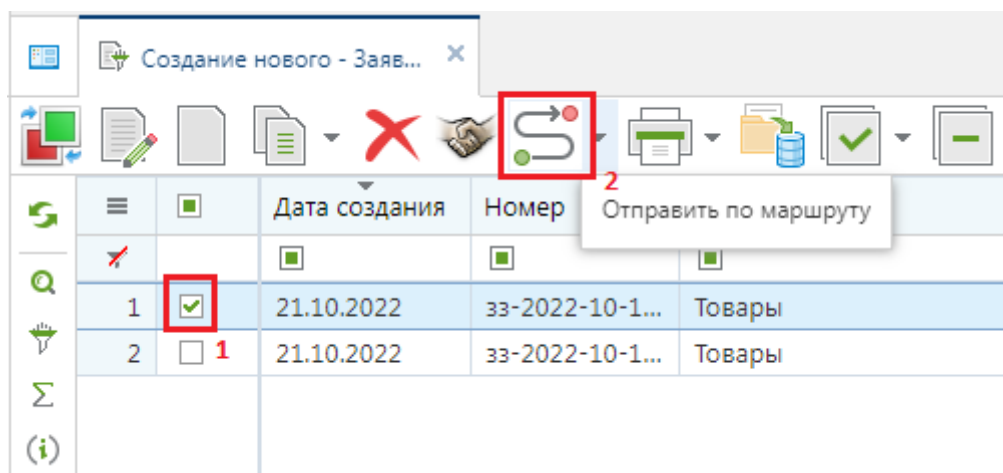 Создание нового - Заяв...
2
Дата создания Номер Отправить по маршруту
1 21.10.2022 зз-2022-10-1... Товары
2 1 21.10.2022 зз-2022-10-1... Товары